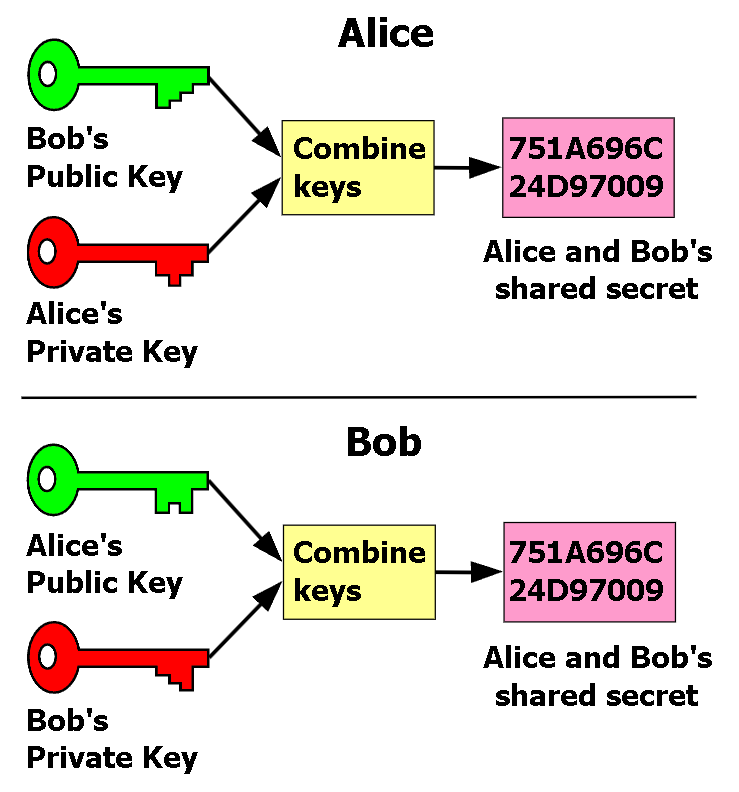 Alice
Bob's
Public Key
Combine
keys
751A696C
24D97009
Alice and Bob's
shared secret
Alice's
Private Key
Bob
Alice's
Public Key
Combine
keys
751A696C
24D97009
Alice and Bob's
shared secret
Bob's
Private Key